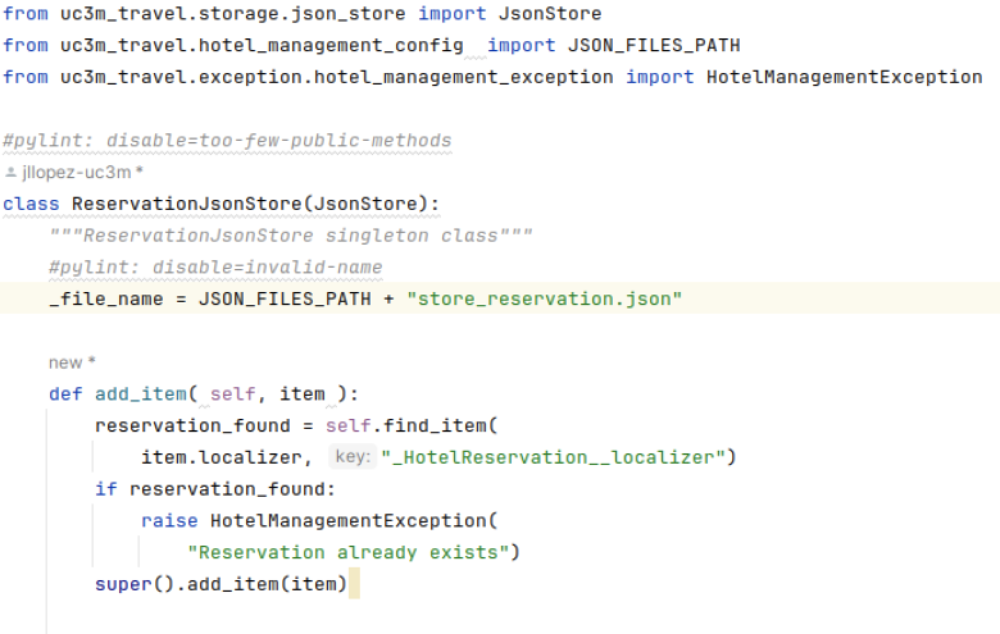 from uc3m_travel.storage.json_store import JsonStore
from uc3m_travel.hotel_management_config  import JSON_FILES_PATH
from uc3m_travel.exception.hotel_management_exception import HotelManagementException
#pylint: disable=too-few-public-methods
jllopez-uc3m *
class ReservationJsonStore(JsonStore):
    """ReservationJsonStore singleton class"""
    #pylint: disable=invalid-name
    _file_name = JSON_FILES_PATH + "store_reservation.json"
    new *
    def add_item( self, item ):
        reservation_found = self.find_item(
            item.localizer, key: "_HotelReservation__localizer")
        if reservation_found:
            raise HotelManagementException(
                "Reservation already exists")
        super().add_item(item)